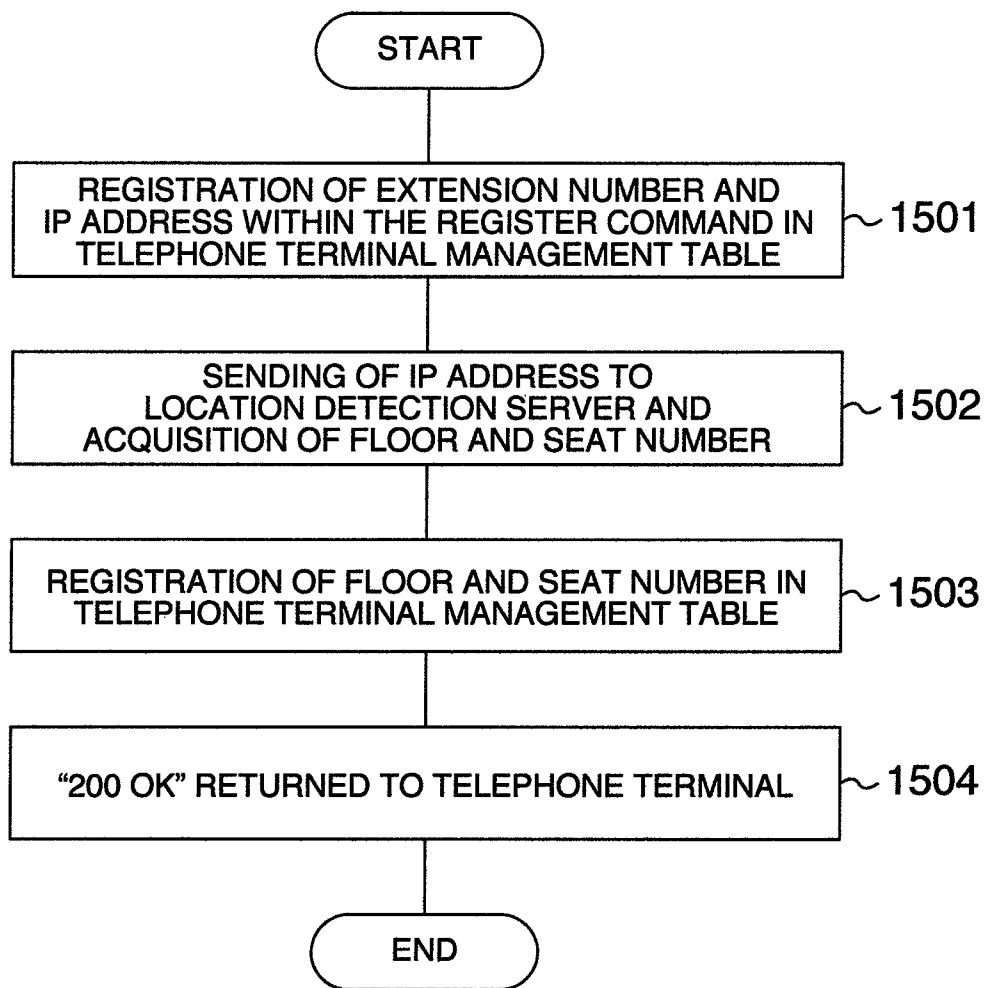 START
REGISTRATION OF EXTENSION NUMBER AND
IP ADDRESS WITHIN THE REGISTER COMMAND IN
TELEPHONE TERMINAL MANAGEMENT TABLE
1501
SENDING OF IP ADDRESS TO
LOCATION DETECTION SERVER AND
ACQUISITION OF FLOOR AND SEAT NUMBER
1502
REGISTRATION OF FLOOR AND SEAT NUMBER IN
TELEPHONE TERMINAL MANAGEMENT TABLE
1503
“200 OK” RETURNED TO TELEPHONE TERMINAL
1504
END